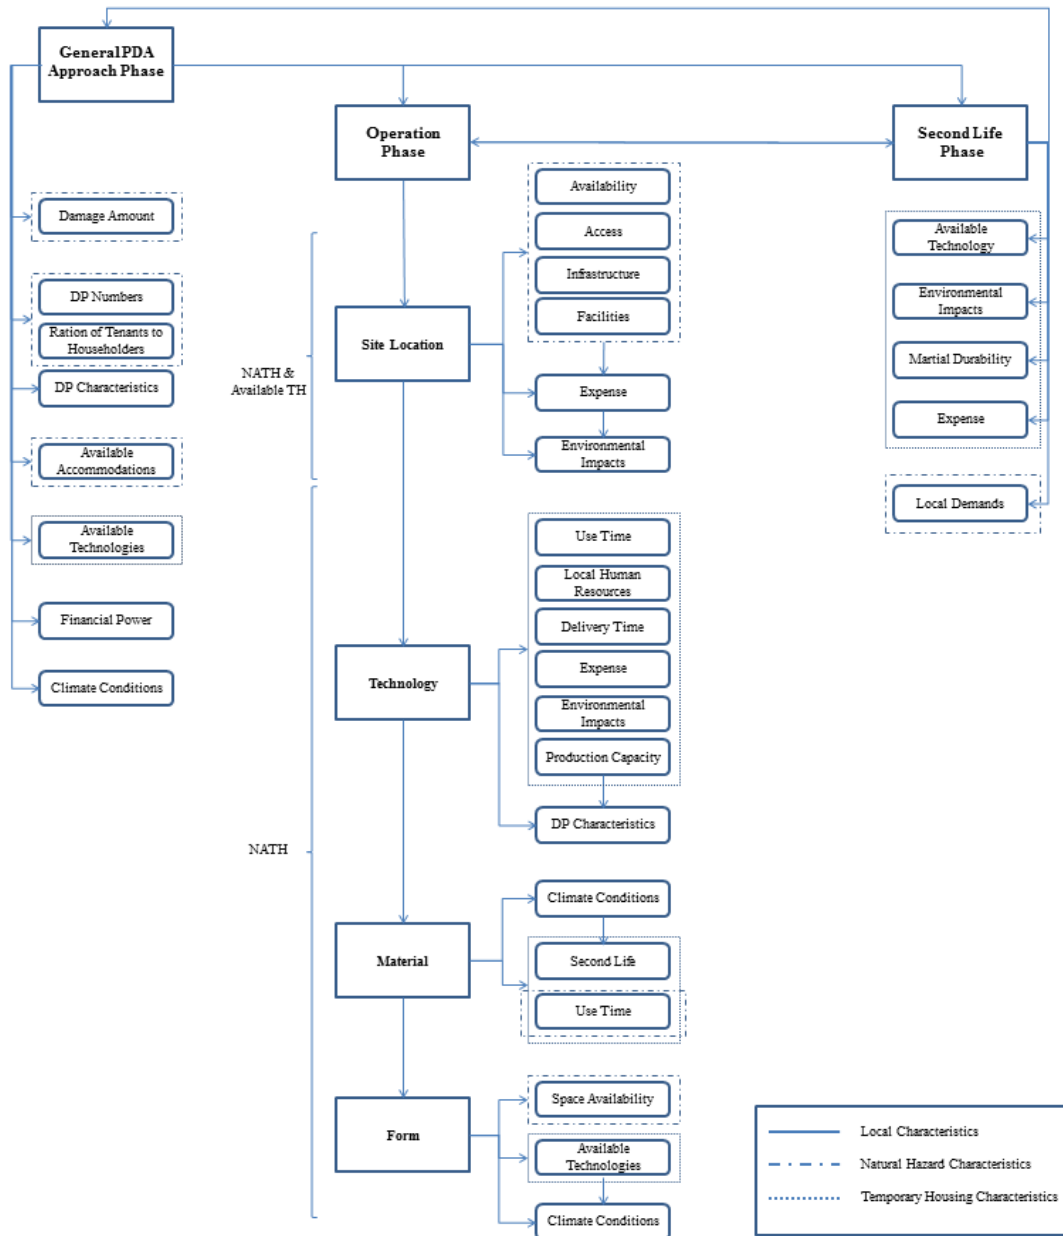 General PDA
Approach Phase
Operation
Phase
Second Life
Phase
Damage Amount
DP Numbers
Ration of Tenants to
Householders
DP Characteristics
Available
Accommodations
Available
Technologies
Financial Power
Climate Conditions
NATH &
Available TH
NATH
Site Location
Availability
Access
Infrastructure
Facilities
Expense
Environmental
Impacts
Technology
Use Time
Local Human
Resources
Delivery Time
Expense
Environmental
Impacts
Production Capacity
DP Characteristics
Material
Climate Conditions
Second Life
Use Time
Form
Space Availability
Available
Technologies
Climate Conditions
Available
Technology
Environmental
Impacts
Martial Durability
Expense
Local Demands
Local Characteristics
Natural Hazard Characteristics
Temporary Housing Characteristics